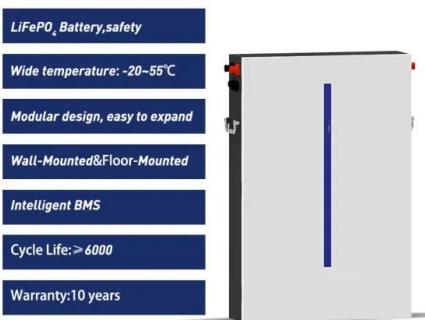 LiFePO₄ Battery,safety
Wide temperature: -20~55℃
Modular design, easy to expand
Wall-Mounted&Floor-Mounted
Intelligent BMS
Cycle Life:≥6000
Warranty:10 years